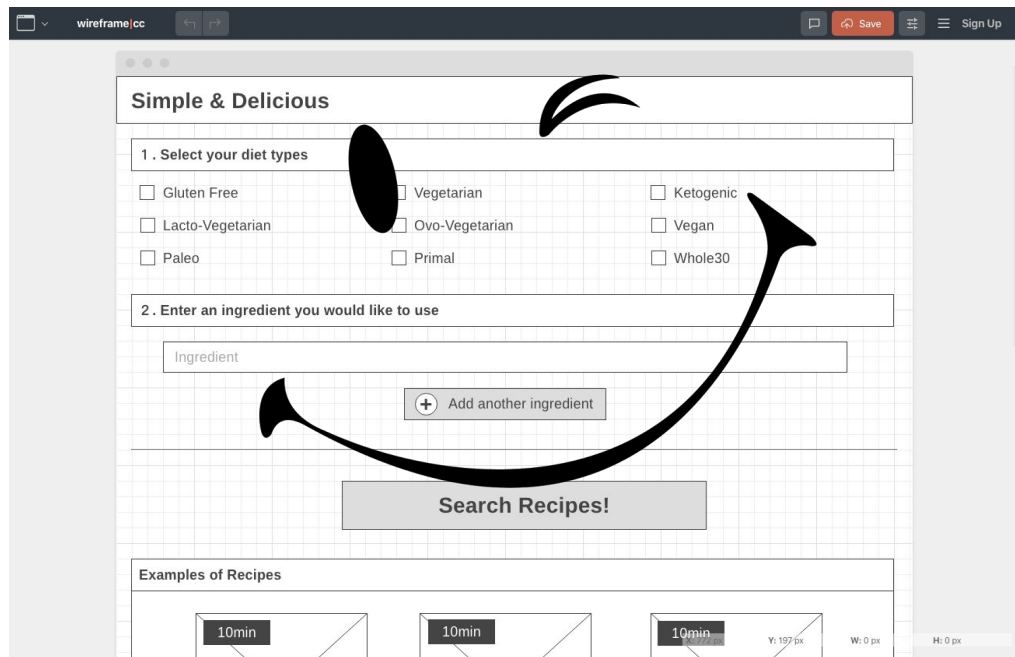 wireframe|cc Save Sign Up
Simple & Delicious
1. Select your diet types
Gluten Free Vegetarian Ketogenic
Lacto-Vegetarian Ovo-Vegetarian Vegan
Paleo Primal Whole30
2. Enter an ingredient you would like to use
Ingredient
+ Add another ingredient
Search Recipes!
Examples of Recipes
10min 10min 10min
X: 772 px Y: 197 px W: 0 px H: 0 px